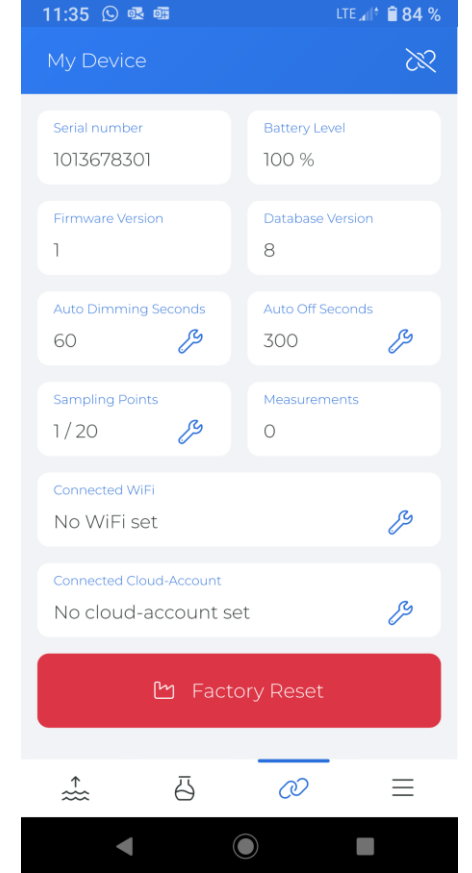 11:35 LTE 84 %
My Device
Serial number
1013678301
Battery Level
100 %
Firmware Version
1
Database Version
8
Auto Dimming Seconds
60
Auto Off Seconds
300
Sampling Points
1 / 20
Measurements
0
Connected WiFi
No WiFi set
Connected Cloud-Account
No cloud-account set
Factory Reset